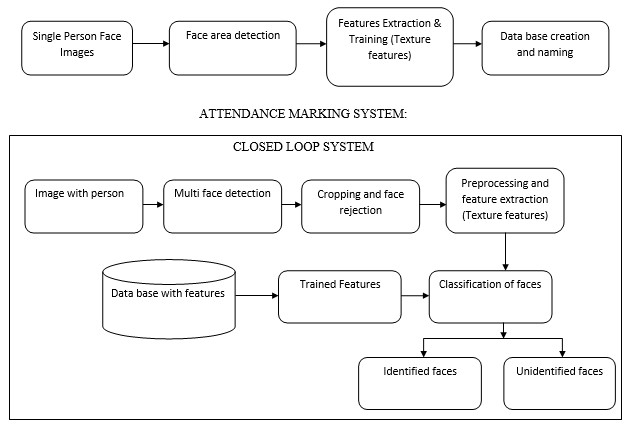 Single Person Face
Images
Face area detection
Features Extraction &
Training (Texture
features)
Data base creation
and naming
ATTENDANCE MARKING SYSTEM:
CLOSED LOOP SYSTEM
Image with person
Multi face detection
Cropping and face
rejection
Preprocessing and
feature extraction
(Texture features)
Data base with features
Trained Features
Classification of faces
Identified faces
Unidentified faces